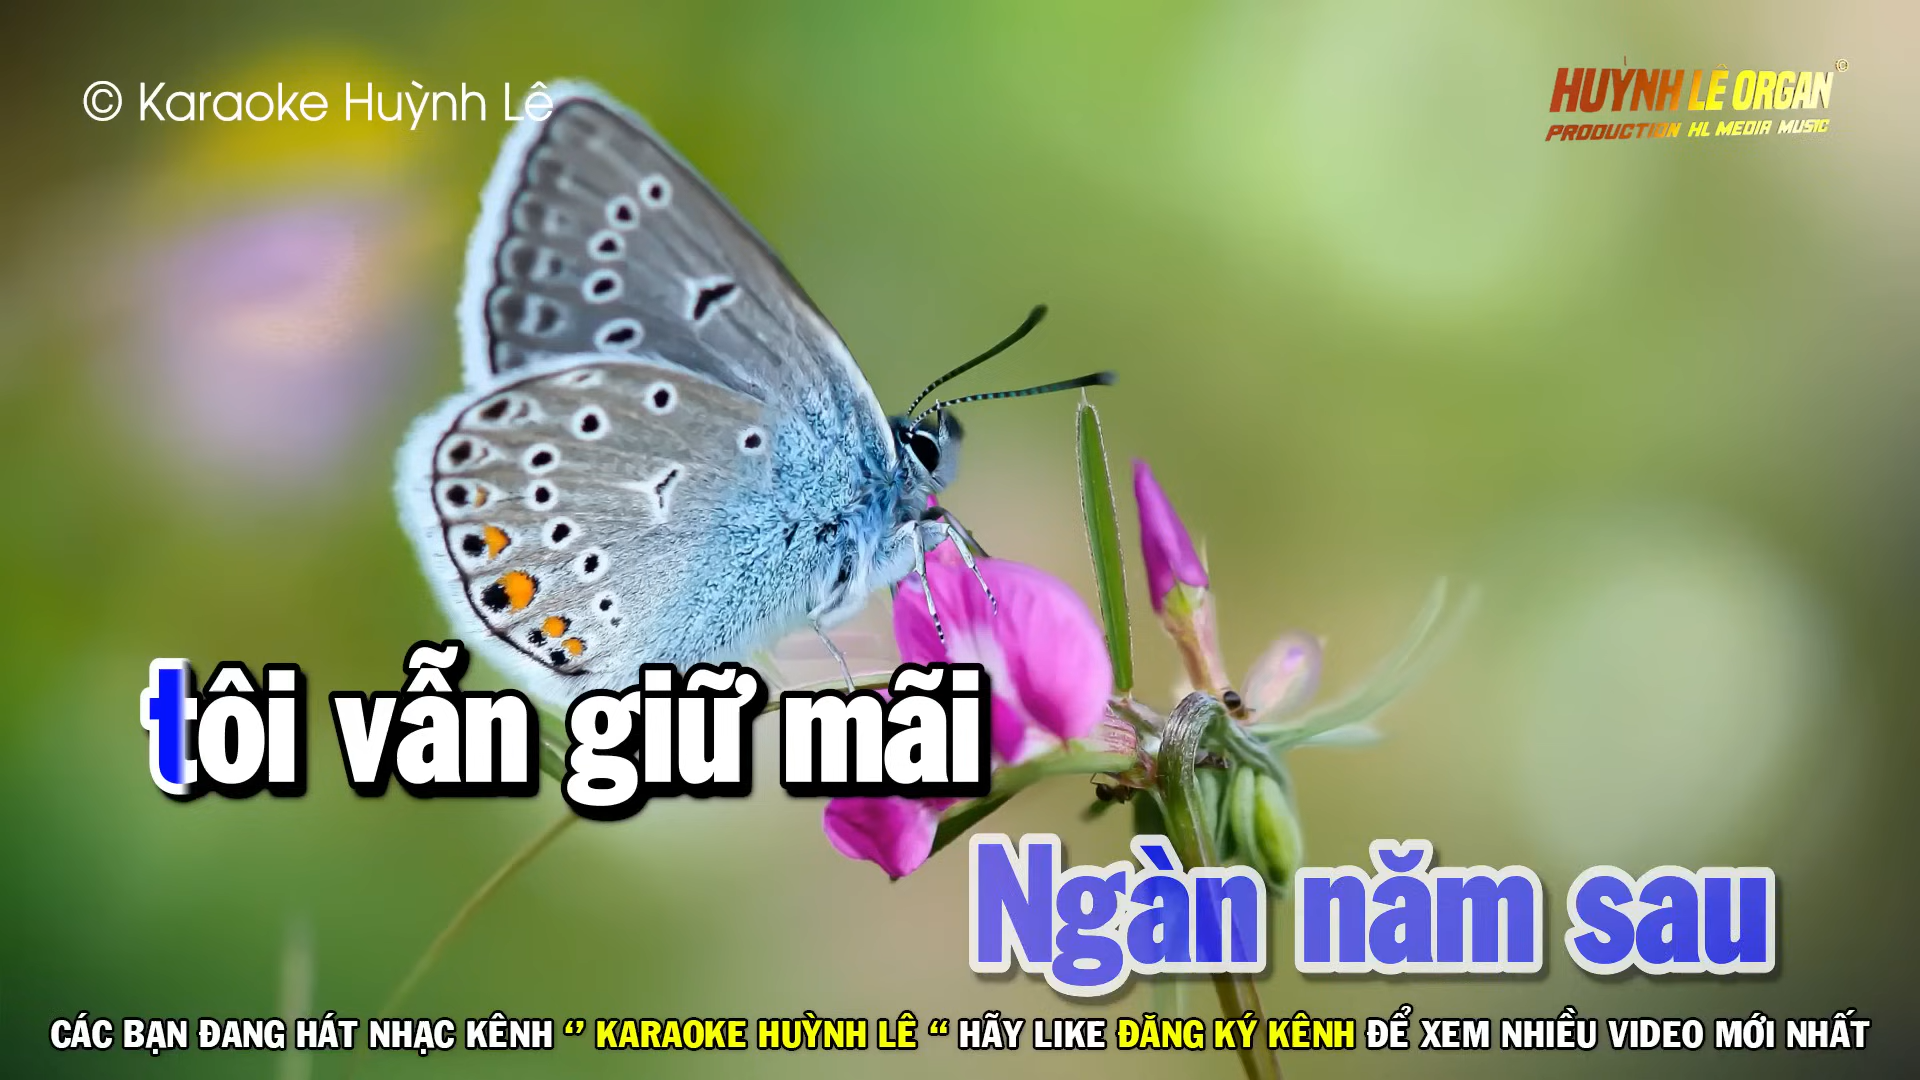 © Karaoke Huỳnh Lê
HUỲNH LÊ ORGAN ©
PRODUCTION HL MEDIA MUSIC
tôi vẫn giữ mãi
Ngàn năm sau
CÁC BẠN ĐANG HÁT NHẠC KÊNH ‘’ KARAOKE HUỲNH LÊ “ HÃY LIKE ĐĂNG KÝ KÊNH ĐỂ XEM NHIỀU VIDEO MỚI NHẤT